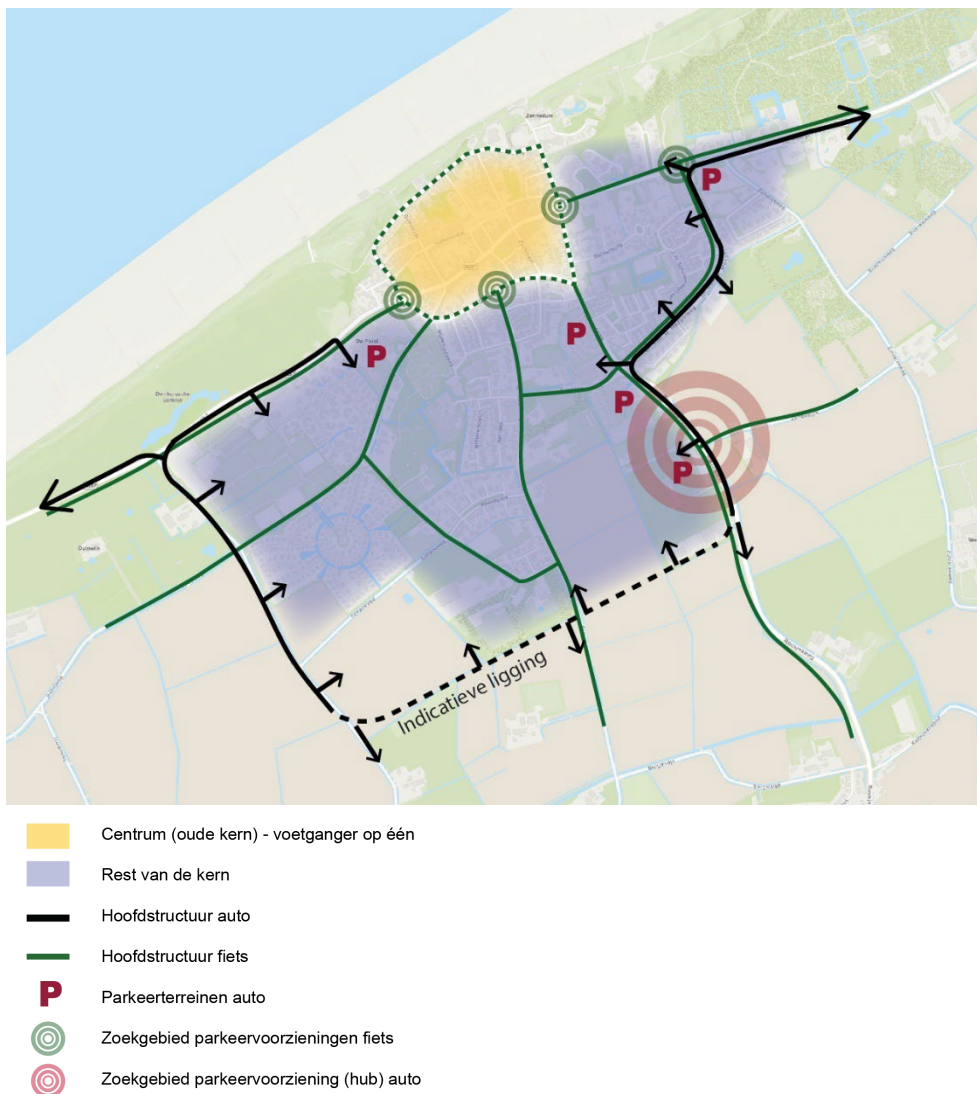 P
P
P
P
P
Indicatieve ligging
Centrum (oude kern) - voetganger op één
Rest van de kern
Hoofdstructuur auto
Hoofdstructuur fiets
P Parkeerterreinen auto
Zoekgebied parkeervoorzieningen fiets
Zoekgebied parkeervoorziening (hub) auto